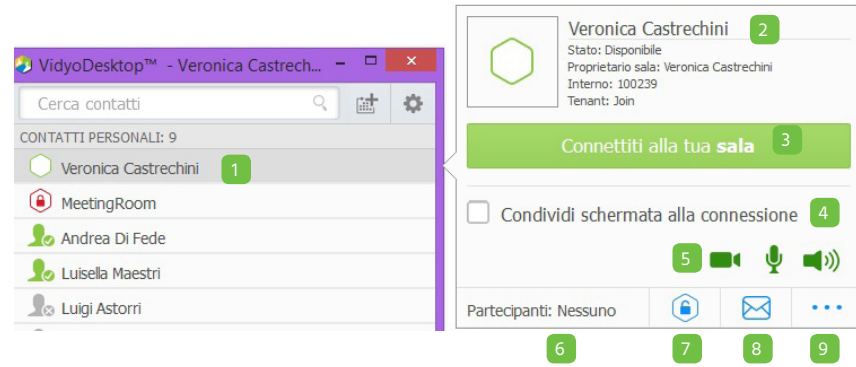 VidyoDesktop™ - Veronica Castrech...
Cerca contatti
CONTATTI PERSONALI: 9
Veronica Castrechini 1
MeetingRoom
Andrea Di Fede
Luisella Maestri
Luigi Astorri
Veronica Castrechini 2
Stato: Disponibile
Proprietario sala: Veronica Castrechini
Interno: 100239
Tenant: Join
Connettiti alla tua sala 3
Condividi schermata alla connessione 4
5
Partecipanti: Nessuno
6 7 8 9